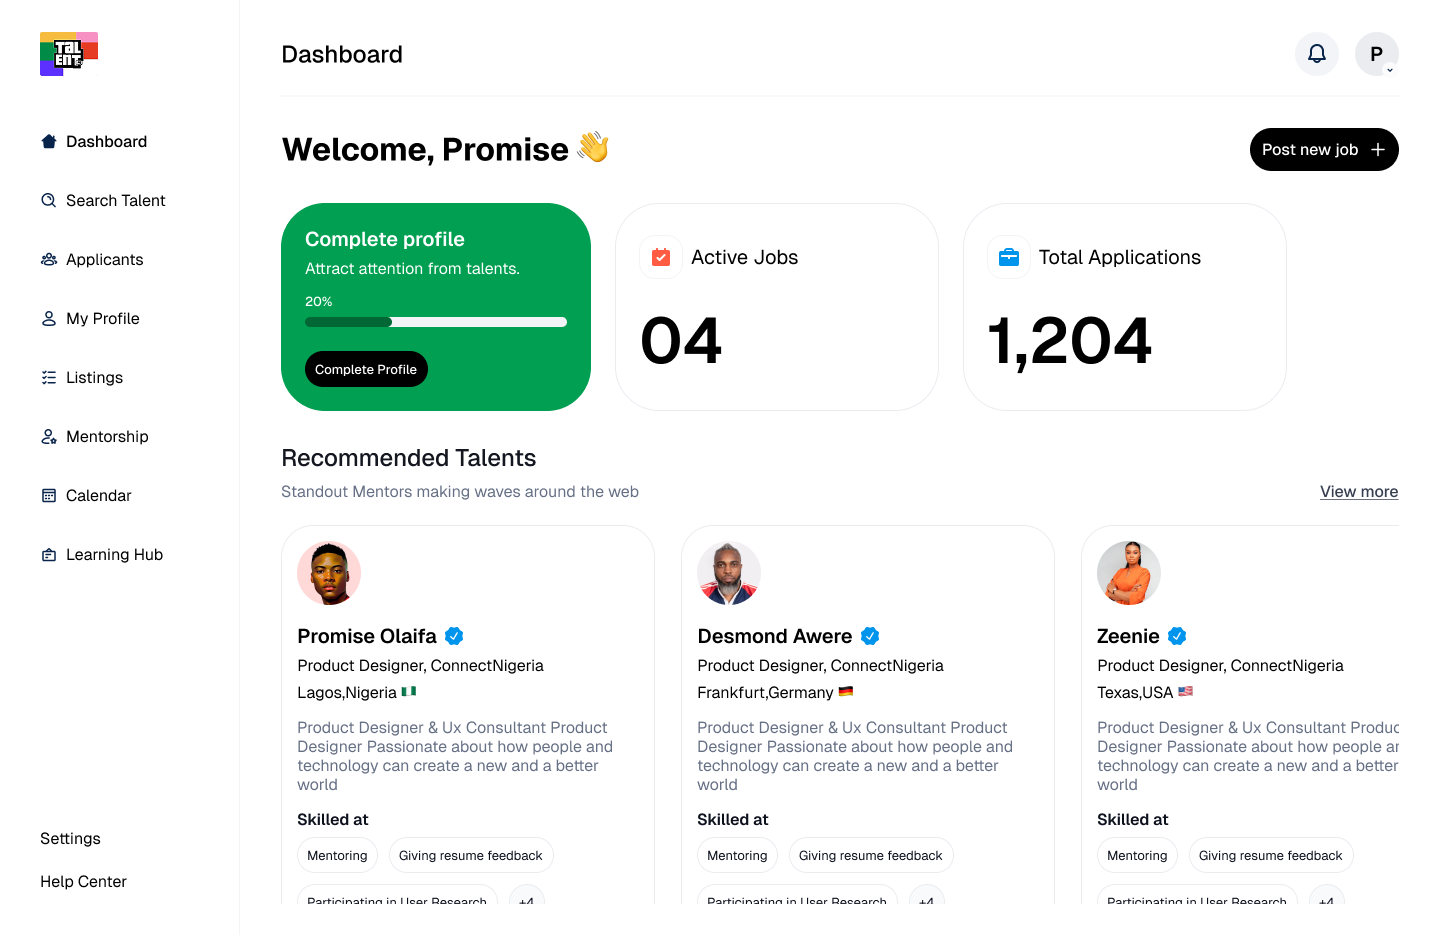 TaL
ENT
Dashboard
P
Dashboard
Search Talent
Applicants
My Profile
Listings
Mentorship
Calendar
Learning Hub
Settings
Help Center
Welcome, Promise 👋
Post new job +
Complete profile
Attract attention from talents.
20%
Complete Profile
Active Jobs
04
Total Applications
1,204
Recommended Talents
Standout Mentors making waves around the web
View more
Promise Olaifa
Product Designer, ConnectNigeria
Lagos,Nigeria 🇳🇬
Product Designer & Ux Consultant Product
Designer Passionate about how people and
technology can create a new and a better
world
Skilled at
Mentoring
Giving resume feedback
Participating in User Research
+4
Desmond Awere
Product Designer, ConnectNigeria
Frankfurt,Germany 🇩🇪
Product Designer & Ux Consultant Product
Designer Passionate about how people and
technology can create a new and a better
world
Skilled at
Mentoring
Giving resume feedback
Participating in User Research
+4
Zeenie
Product Designer, ConnectNigeria
Texas,USA 🇺🇸
Product Designer & Ux Consultant Produc
Designer Passionate about how people ar
technology can create a new and a better
world
Skilled at
Mentoring
Giving resume feedback
Participating in User Research
+4